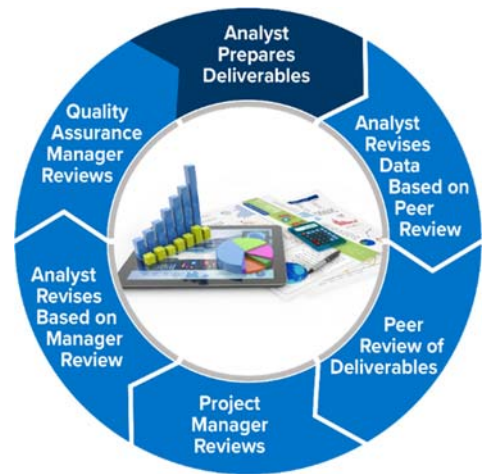 Analyst
Prepares
Deliverables
Analyst
Revises
Data
Based on
Peer
Review
Peer
Review of
Deliverables
Project
Manager
Reviews
Analyst
Revises
Based on
Manager
Review
Quality
Assurance
Manager
Reviews